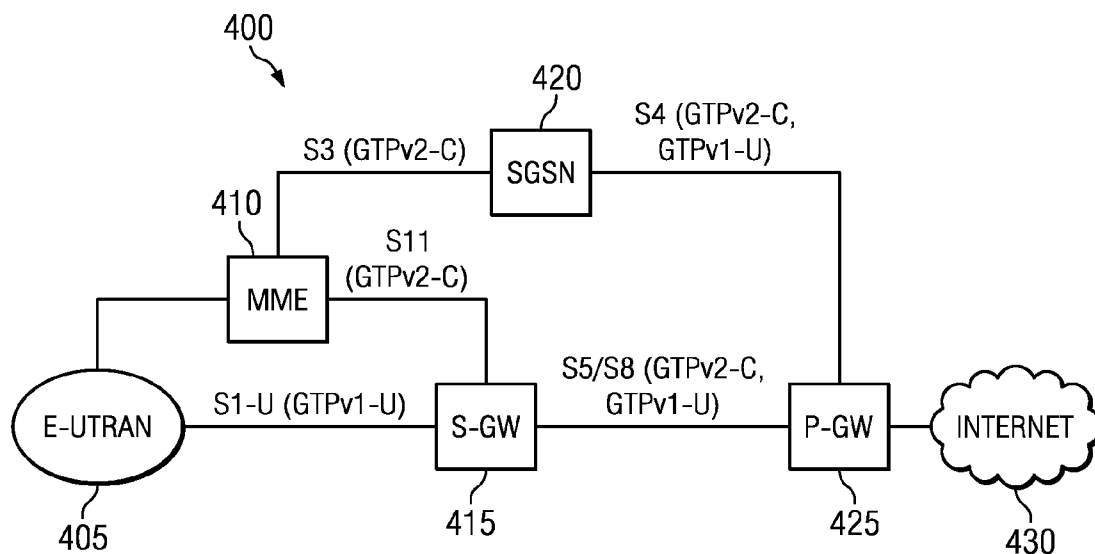 400
420
S4 (GTPv2-C,
GTPv1-U)
S3 (GTPv2-C)
SGSN
410
S11
(GTPv2-C)
MME
S5/S8 (GTPv2-C,
GTPv1-U)
S1-U (GTPv1-U)
E-UTRAN
S-GW
P-GW
INTERNET
405
415
425
430